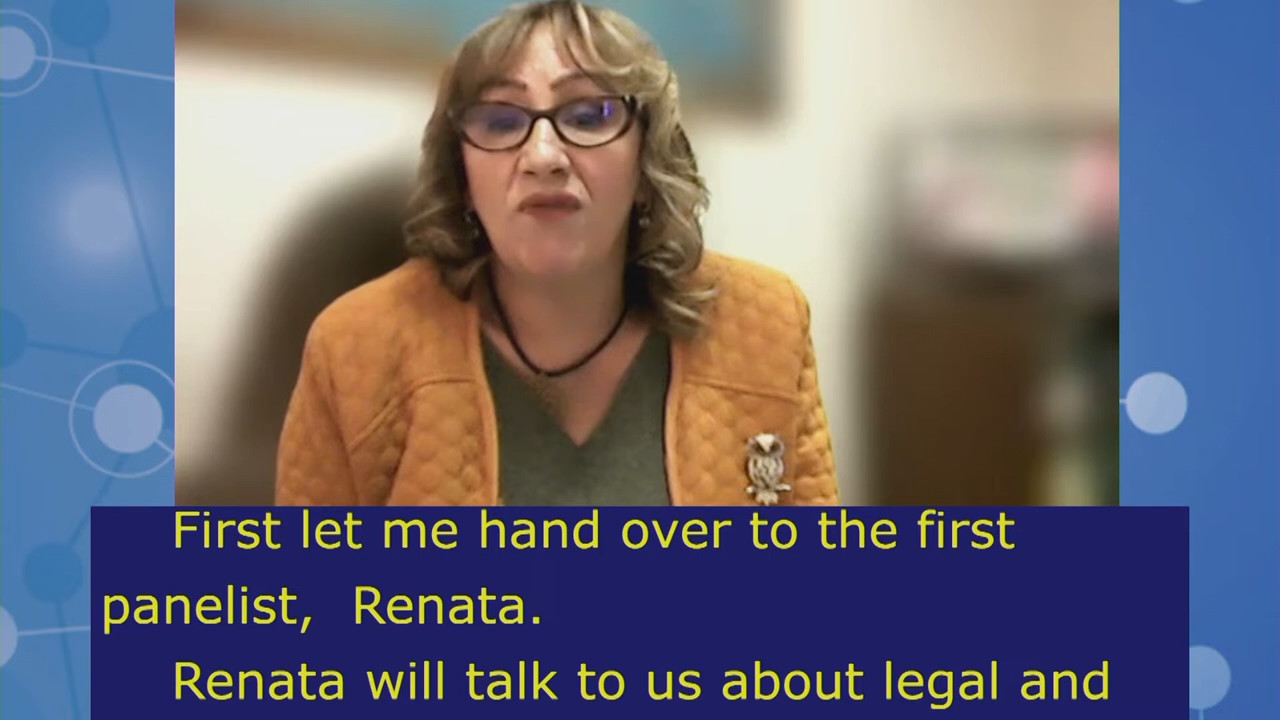 First let me hand over to the first
panelist,  Renata.
Renata will talk to us about legal and